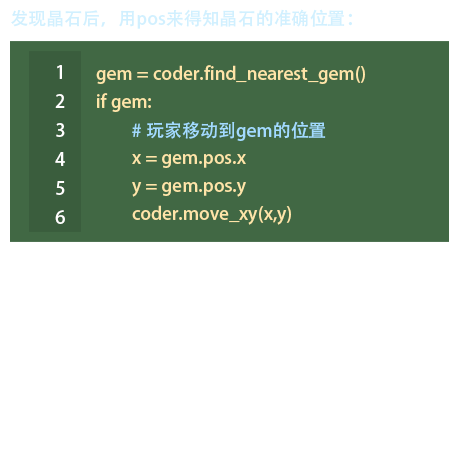 发现晶石后，用pos来得知晶石的准确位置：
1 gem = coder.find_nearest_gem()
2 if gem:
3 # 玩家移动到gem的位置
4 x = gem.pos.x
5 y = gem.pos.y
6 coder.move_xy(x,y)